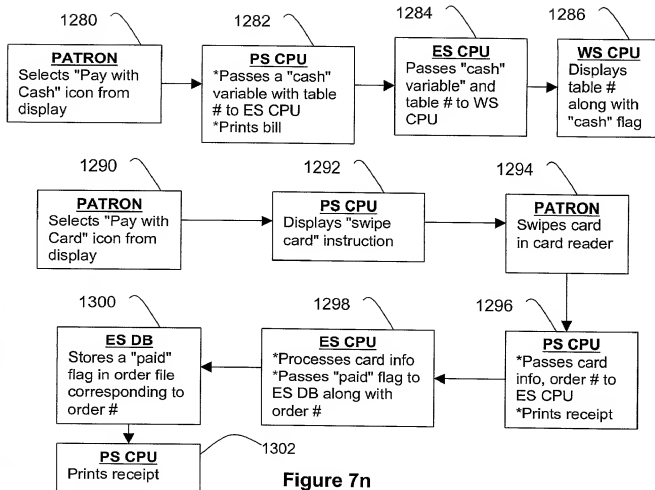 1280
PATRON
Selects "Pay with
Cash" icon from
display
1282
PS CPU
*Passes a "cash"
variable with table
# to ES CPU
*Prints bill
1284
ES CPU
Passes "cash"
variable" and
table # to WS
CPU
1286
WS CPU
Displays
table #
along with
"cash" flag
1290
PATRON
Selects "Pay with
Card" icon from
display
1292
PS CPU
Displays "swipe
card" instruction
1294
PATRON
Swipes card
in card reader
1296
PS CPU
*Passes card
info, order # to
ES CPU
*Prints receipt
1298
ES CPU
*Processes card info
*Passes "paid" flag to
ES DB along with
order #
1300
ES DB
Stores a "paid"
flag in order file
corresponding to
order #
1302
PS CPU
Prints receipt
Figure 7n